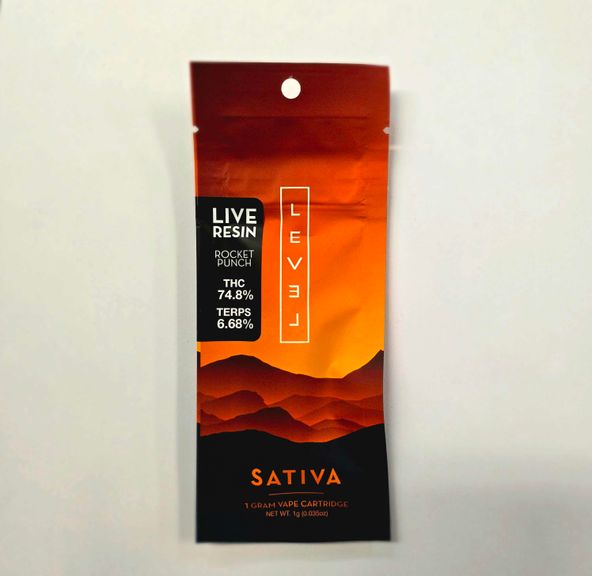 LIVE
RESIN
ROCKET
PUNCH
THC
74.8%
TERPS
6.68%
LEVEL
SATIVA
1 GRAM VAPE CARTRIDGE
NET WT. 1g (0.035oz)